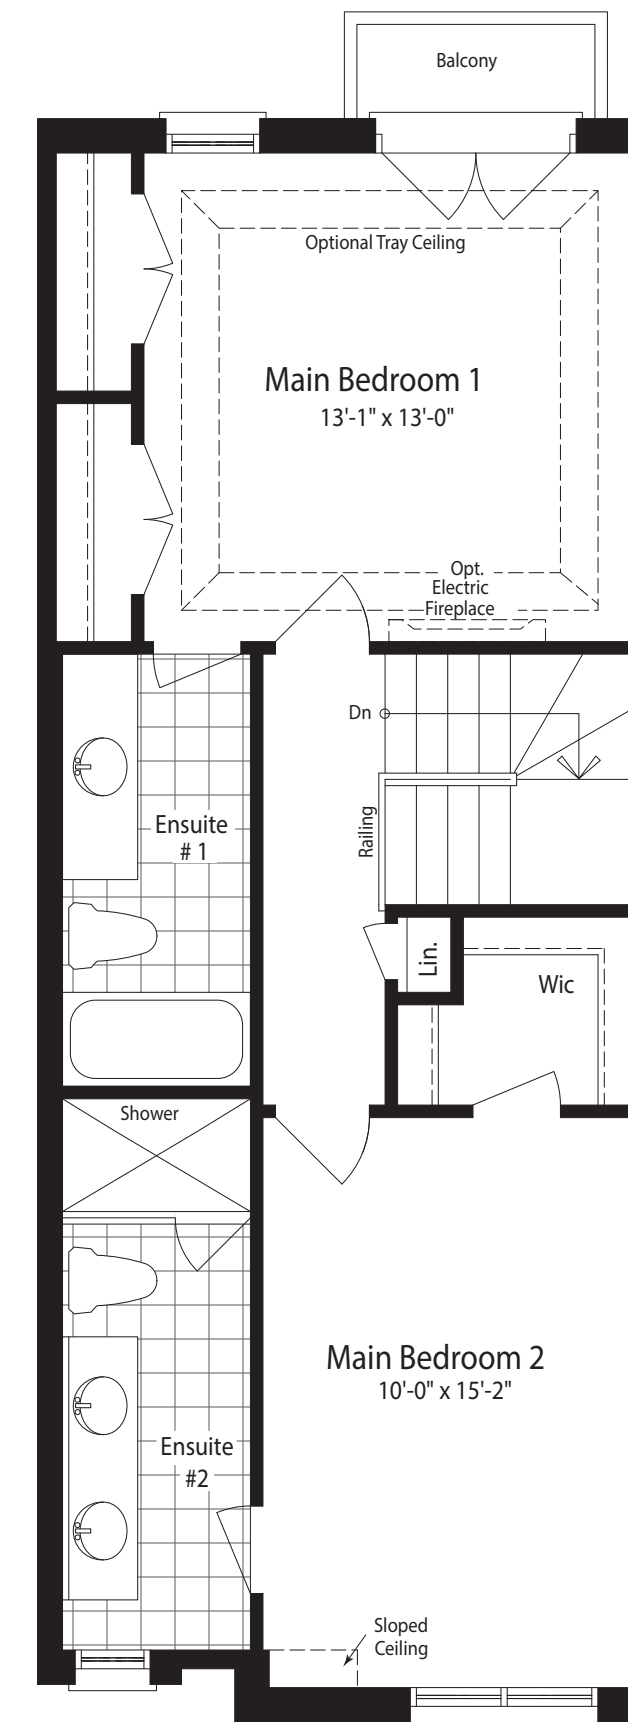 Balcony
Optional Tray Ceiling
Main Bedroom 1
13'-1" x 13'-0"
Opt.
Electric
Fireplace
Dn
Railing
Ensuite
# 1
Lin.
Wic
Shower
Main Bedroom 2
10'-0" x 15'-2"
Ensuite
#2
Sloped
Ceiling